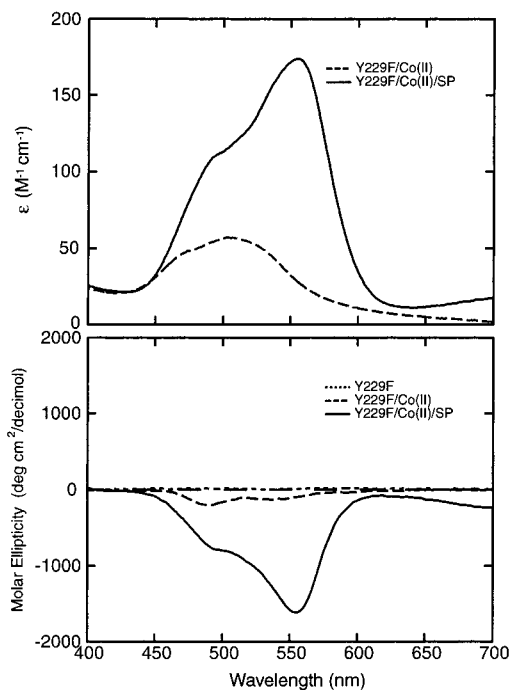 200
150
100
50
0
ε (M⁻¹ cm⁻¹)
Y229F/Co(II)
Y229F/Co(II)/SP
2000
1000
0
-1000
-2000
Molar Ellipticity (deg cm²/decimol)
Y229F
Y229F/Co(II)
Y229F/Co(II)/SP
400 450 500 550 600 650 700
Wavelength (nm)